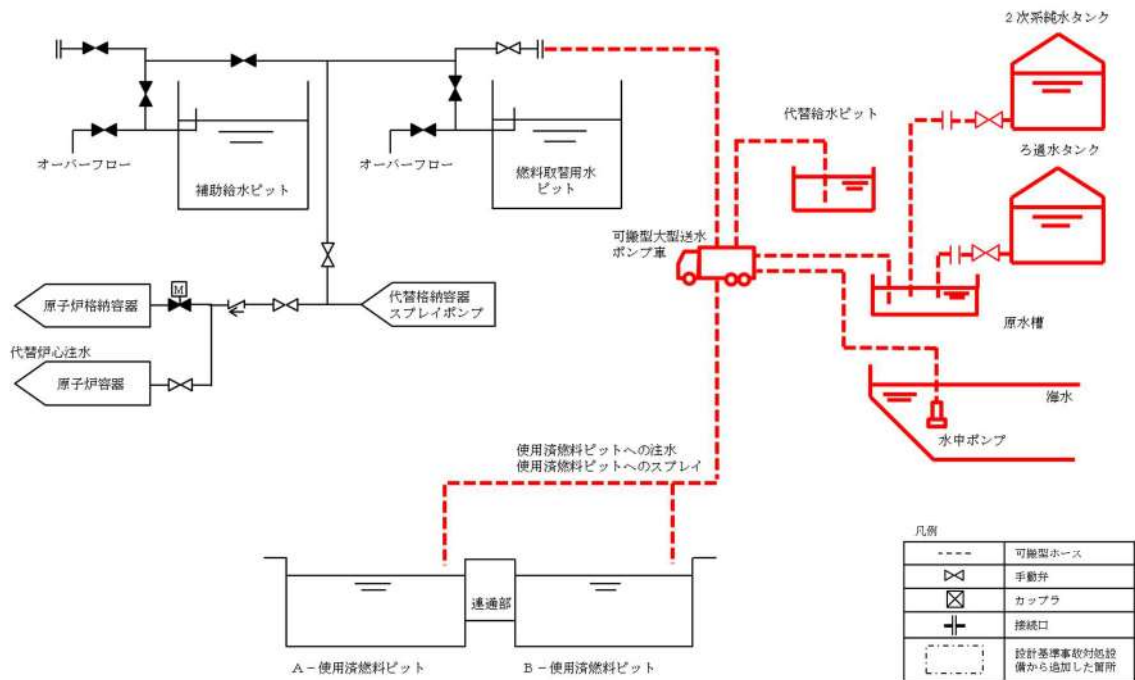 2次系純水タンク
代替給水ピット
ろ過水タンク
オーバーフロー
補助給水ピット
オーバーフロー
燃料取替用水
ピット
可搬型大型送水
ポンプ車
M
原子炉格納容器
代替格納容器
スプレイポンプ
原水槽
代替炉心注水
原子炉容器
海水
水中ポンプ
使用済燃料ピットへの注水
使用済燃料ピットへのスプレイ
連通部
A-使用済燃料ピット
B-使用済燃料ピット
凡例
可搬型ホース
手動弁
カップラ
接続口
設計基準事故対処設
備から追加した箇所